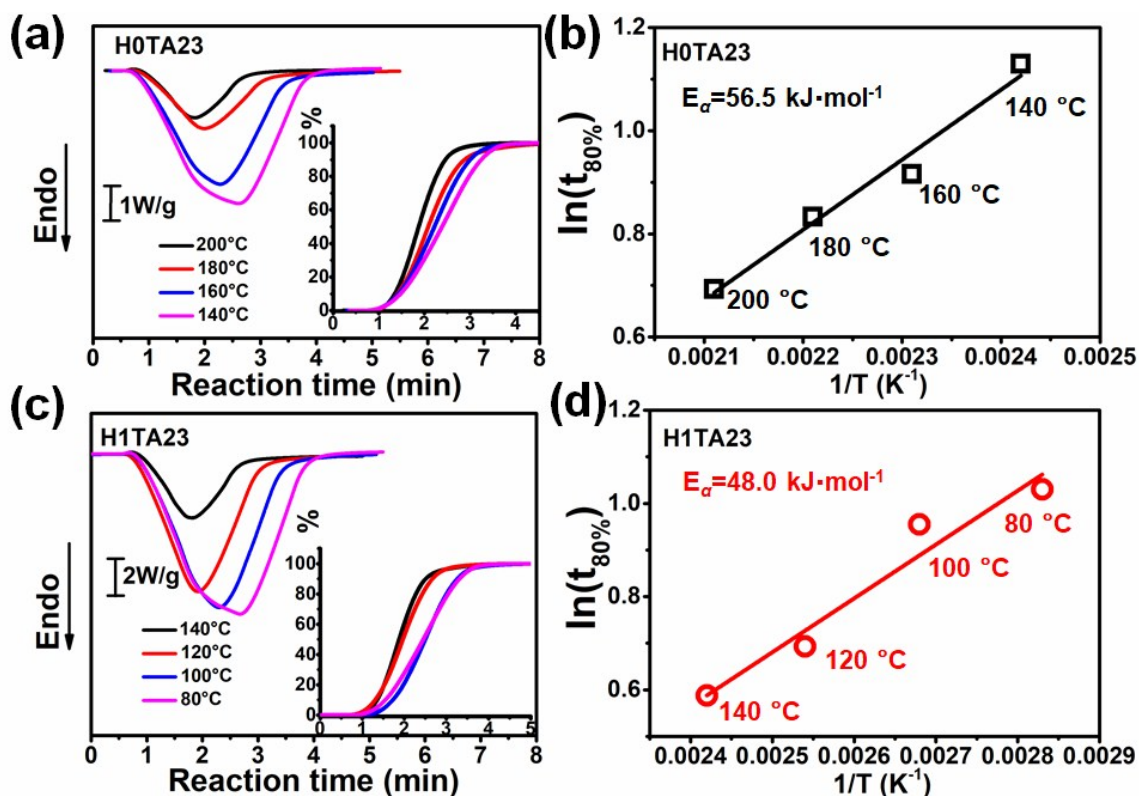 (a)
H0TA23
Endo
1W/g
200°C
180°C
160°C
140°C
%
100
80
60
40
20
0
0 1 2 3 4
0 1 2 3 4 5 6 7 8
Reaction time (min)
(b)
H0TA23
Eα=56.5 kJ·mol⁻¹
140 °C
160 °C
180 °C
200 °C
ln(t80%)
1.2
1.0
0.8
0.6
0.0021 0.0022 0.0023 0.0024 0.0025
1/T (K⁻¹)
(c)
H1TA23
Endo
2W/g
140°C
120°C
100°C
80°C
%
100
80
60
40
20
0
0 1 2 3 4 5
0 1 2 3 4 5 6 7 8
Reaction time (min)
(d)
H1TA23
Eα=48.0 kJ·mol⁻¹
80 °C
100 °C
120 °C
140 °C
ln(t80%)
1.2
1.0
0.8
0.6
0.0024 0.0025 0.0026 0.0027 0.0028 0.0029
1/T (K⁻¹)